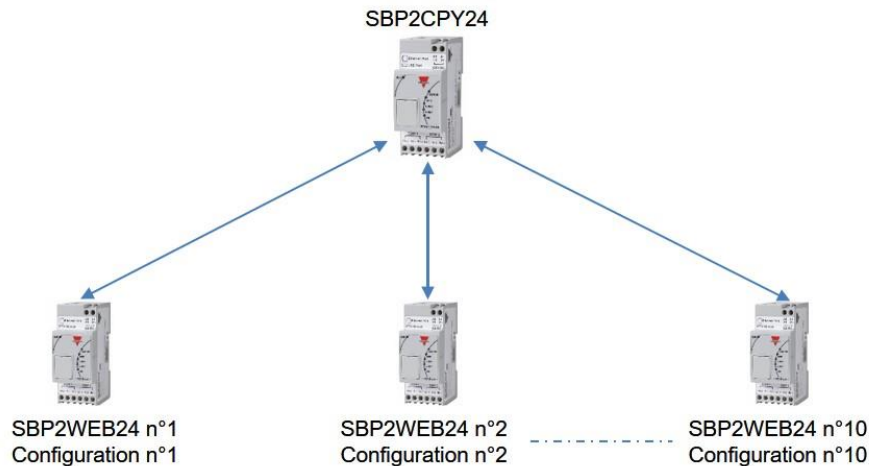 SBP2CPY24
SBP2WEB24 n°1
Configuration n°1
SBP2WEB24 n°2
Configuration n°2
SBP2WEB24 n°10
Configuration n°10